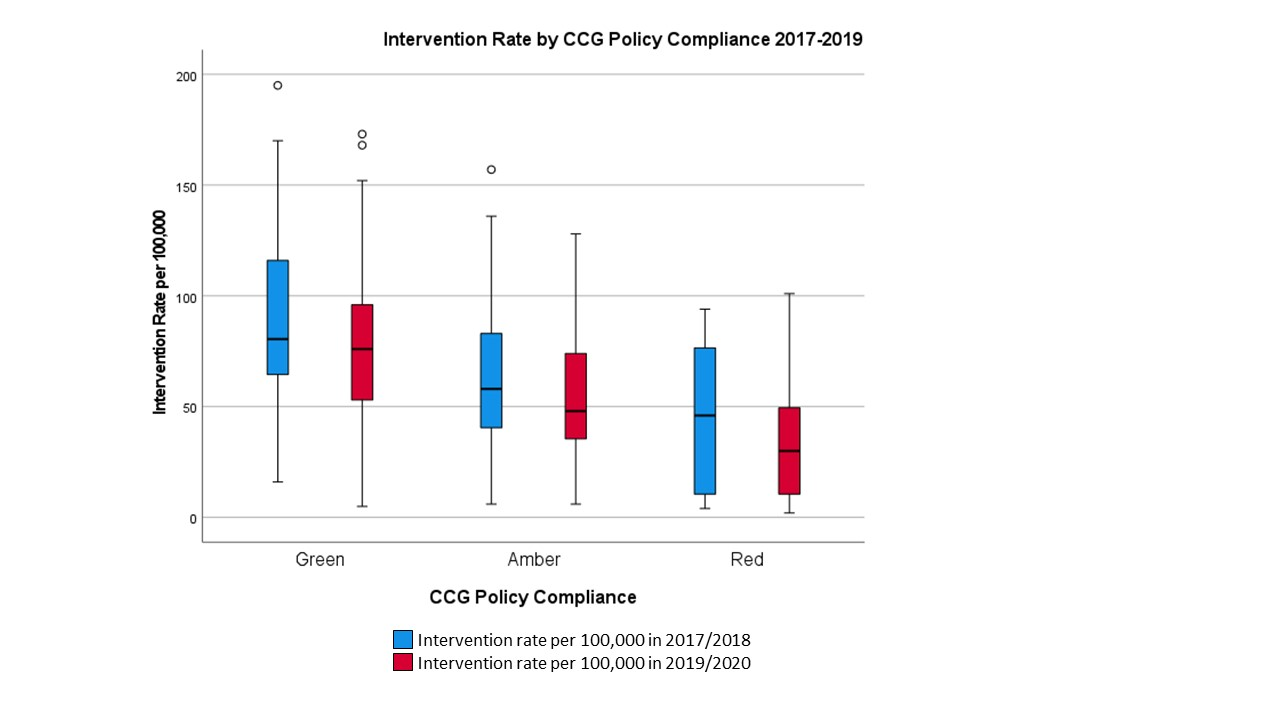 Intervention Rate by CCG Policy Compliance 2017-2019
Intervention Rate per 100,000
200
150
100
50
0
Green Amber Red
CCG Policy Compliance
Intervention rate per 100,000 in 2017/2018
Intervention rate per 100,000 in 2019/2020